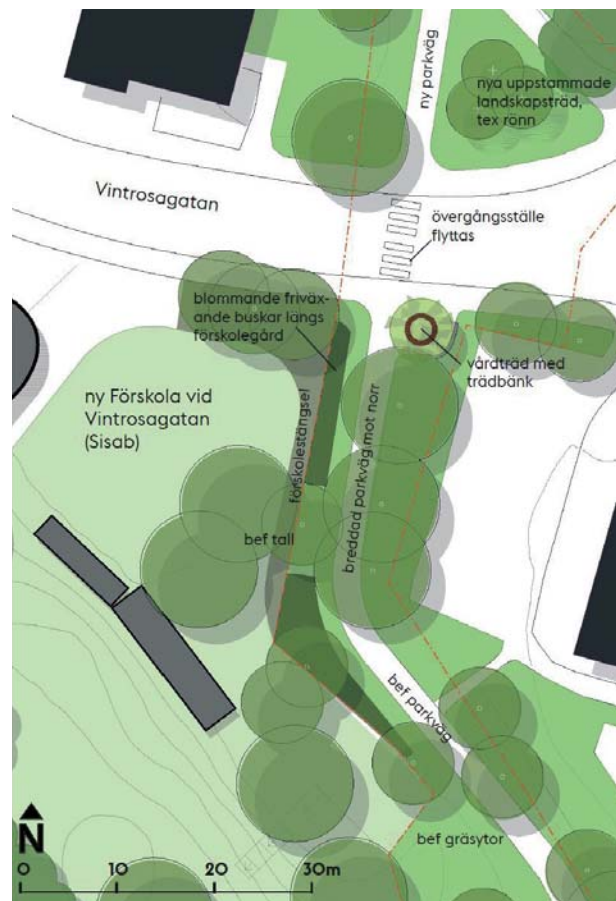 ny parkväg
nya uppstammade
landskapsträd,
tex rönn
Vintrosagatan
övergångsställe
flyttas
blommande friväx-
ande buskar längs
förskolegård
vårdträd med
trädbänk
ny Förskola vid
Vintrosagatan
(Sisab)
förskolestängsel
breddad parkväg mot norr
bef tall
bef parkväg
bef gräsytor
N
0 10 20 30m